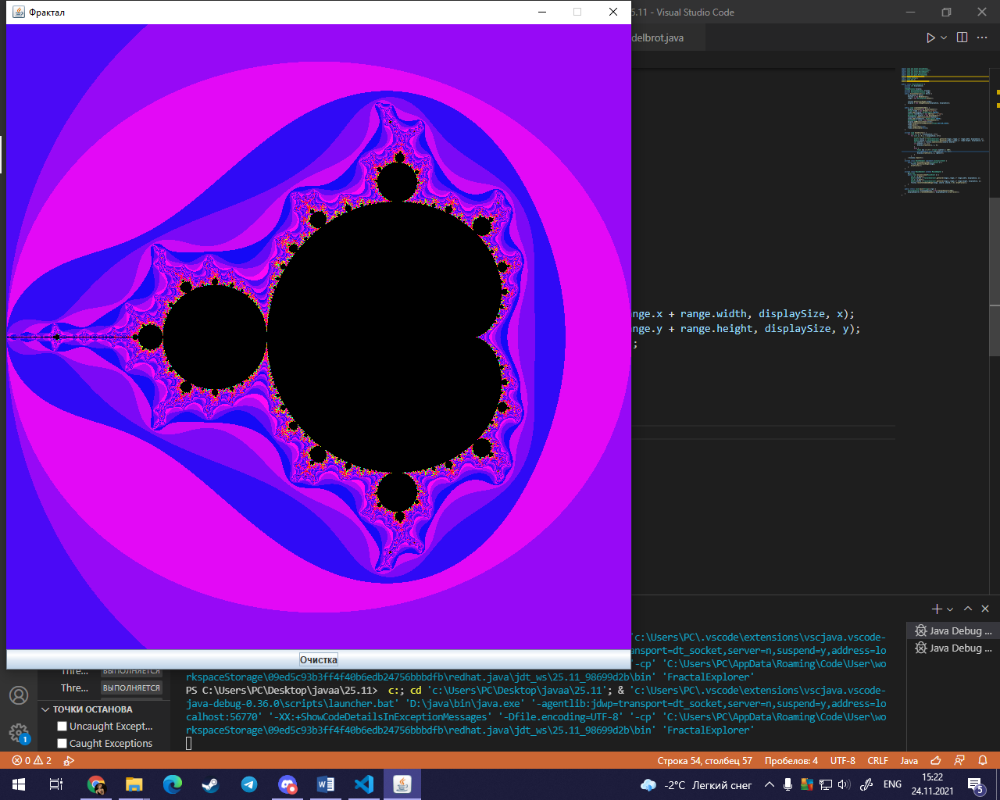 Фрактал
5.11 - Visual Studio Code
delbrot.java
nge.x + range.width, displaySize, x);
nge.y + range.height, displaySize, y);
;
Очистка
Java Debug ...
Java Debug ...
'c:\Users\PC\.vscode\extensions\vscjava.vscode-
ansport=dt_socket,server=n,suspend=y,address=lo
'-cp' 'C:\Users\PC\AppData\Roaming\Code\User\wo
rkspaceStorage\09ed5c93b3ff4f40b6edb24756bbbdfb\redhat.java\jdt_ws\25.11_98699d2b\bin' 'FractalExplorer'
PS C:\Users\PC\Desktop\javaa\25.11> c:; cd 'c:\Users\PC\Desktop\javaa\25.11'; & 'c:\Users\PC\.vscode\extensions\vscjava.vscode-
java-debug-0.36.0\scripts\launcher.bat' 'D:\java\bin\java.exe' '-agentlib:jdwp=transport=dt_socket,server=n,suspend=y,address=lo
calhost:56770' '-XX:+ShowCodeDetailsInExceptionMessages' '-Dfile.encoding=UTF-8' '-cp' 'C:\Users\PC\AppData\Roaming\Code\User\wo
rkspaceStorage\09ed5c93b3ff4f40b6edb24756bbbdfb\redhat.java\jdt_ws\25.11_98699d2b\bin' 'FractalExplorer'
Thre... ВЫПОЛНЯЕТСЯ
Thre... ВЫПОЛНЯЕТСЯ
ТОЧКИ ОСТАНОВА
Uncaught Except...
Caught Exceptions
1
0 2
Строка 54, столбец 57 Пробелов: 4 UTF-8 CRLF Java
-2°C Легкий снег
ENG
15:22
24.11.2021
5